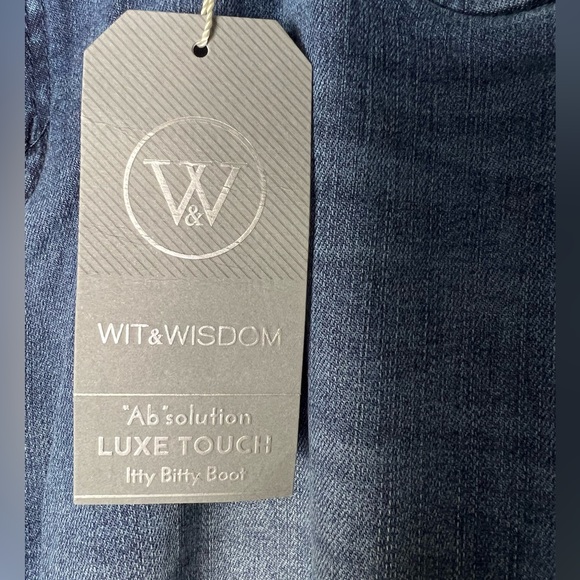 W&W
WIT&WISDOM
"Ab"solution
LUXE TOUCH
Itty Bitty Boot